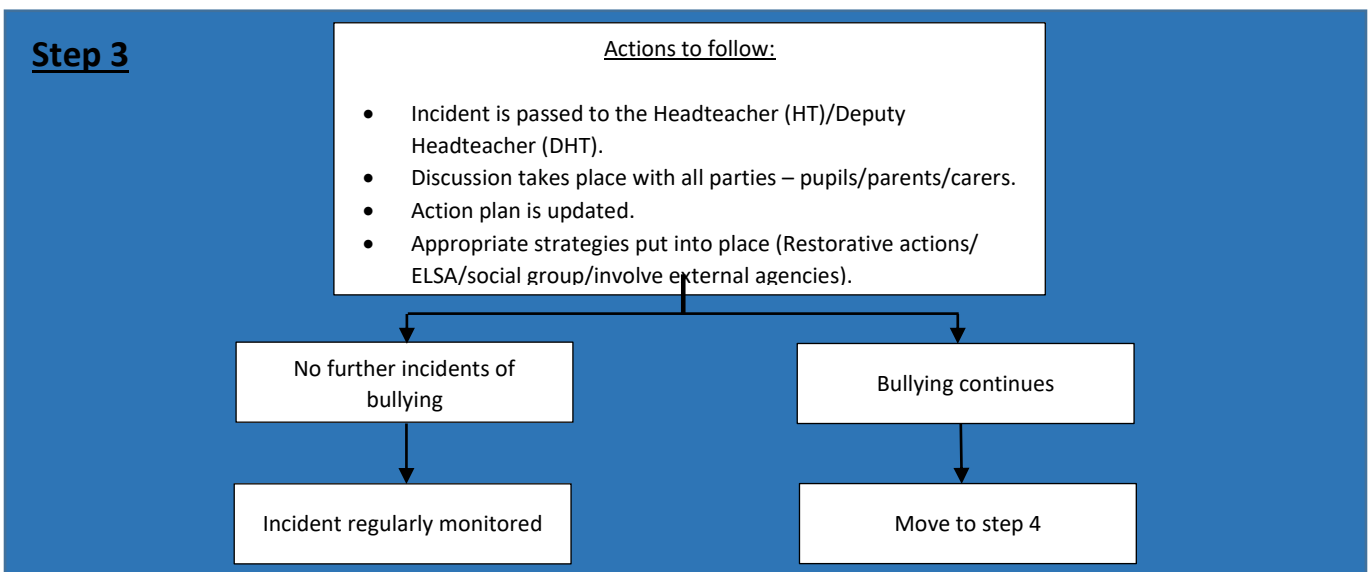 Step 3
Actions to follow:
• Incident is passed to the Headteacher (HT)/Deputy
Headteacher (DHT).
• Discussion takes place with all parties – pupils/parents/carers.
• Action plan is updated.
• Appropriate strategies put into place (Restorative actions/
ELSA/social group/involve external agencies).
No further incidents of
bullying
Bullying continues
Incident regularly monitored
Move to step 4